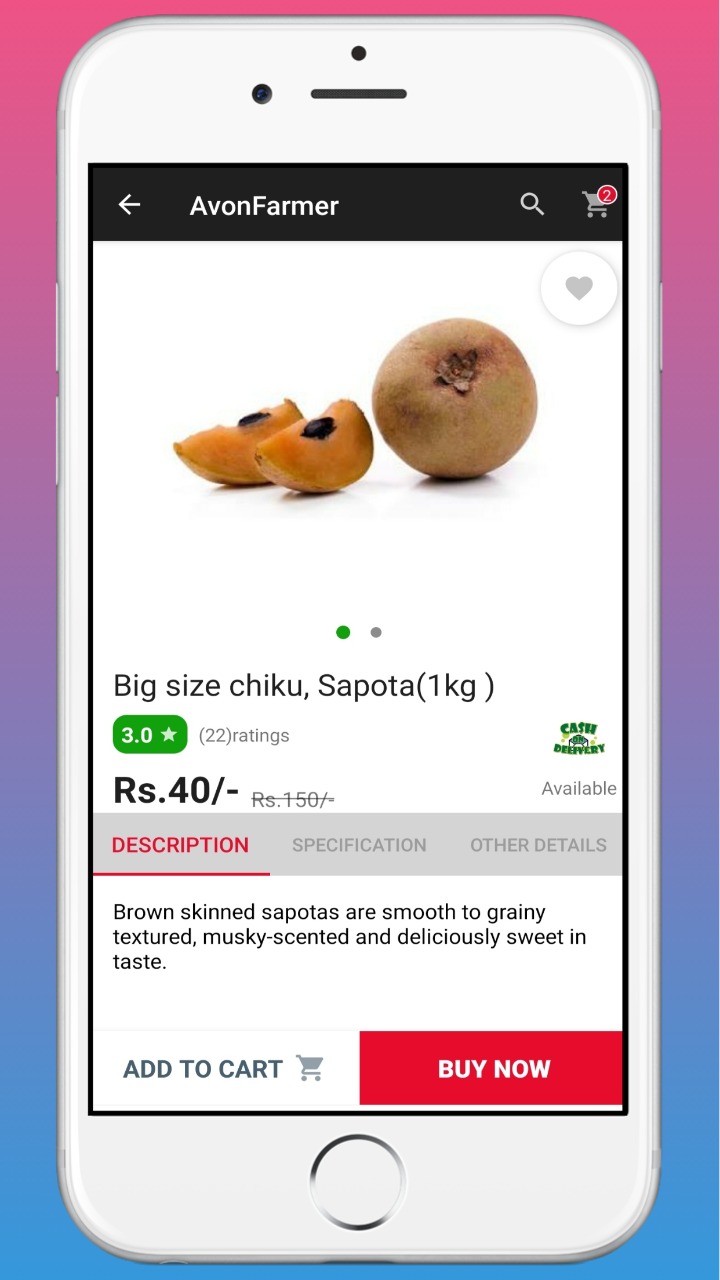 AvonFarmer
2
Big size chiku, Sapota(1kg )
3.0 ★ (22)ratings
CASH
ON
DELIVERY
Rs.40/- Rs.150/-
Available
DESCRIPTION SPECIFICATION OTHER DETAILS
Brown skinned sapotas are smooth to grainy
textured, musky-scented and deliciously sweet in
taste.
ADD TO CART BUY NOW